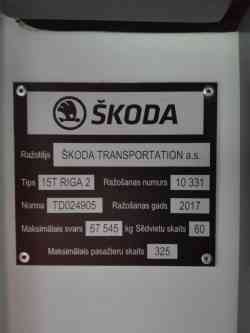 ŠKODA
Ražotājs ŠKODA TRANSPORTATION a.s.
Tips 15T RIGA 2 Ražošanas numurs 10 331
Norma TD024905 Ražošanas gads 2017
Maksimālais svars 57 545 kg Sēdvietu skaits 60
Maksimālais pasažieru skaits 325